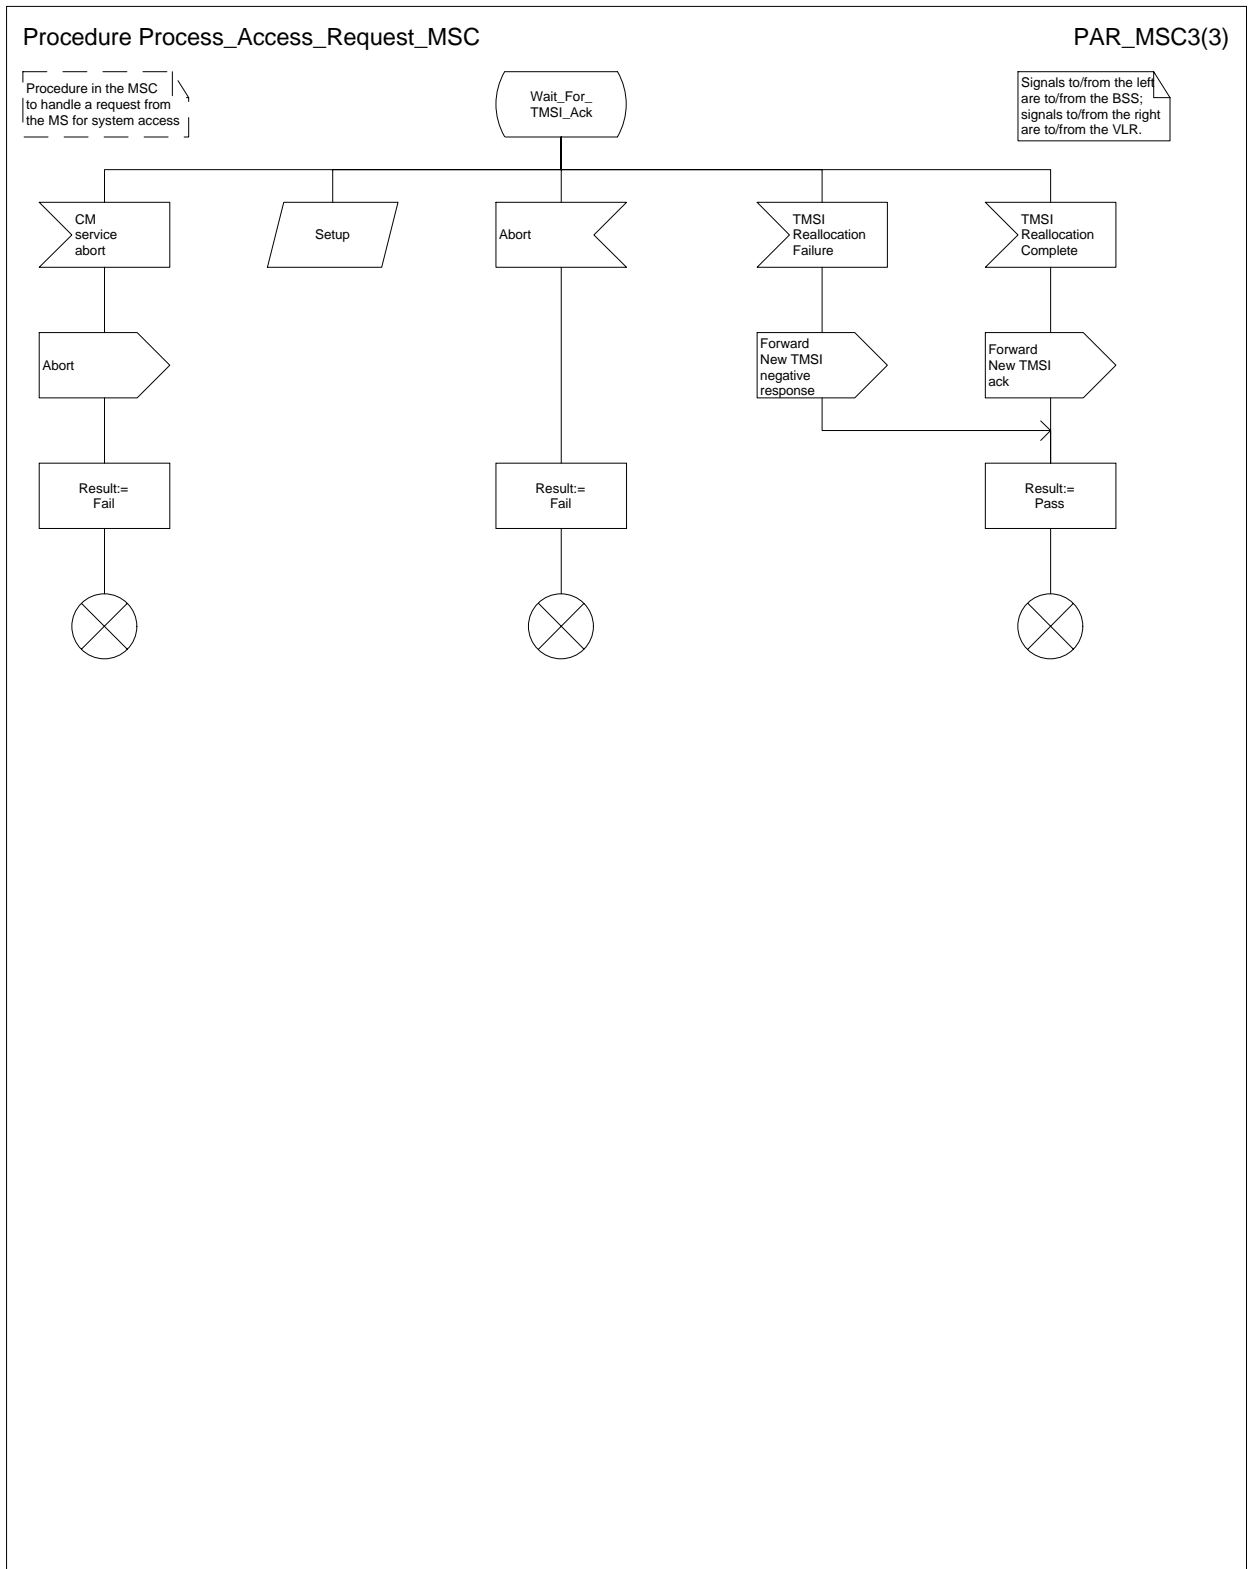 Procedure Process_Access_Request_MSC
PAR_MSC3(3)
Procedure in the MSC
to handle a request from
the MS for system access
Wait_For_
TMSI_Ack
Signals to/from the left
are to/from the BSS;
signals to/from the right
are to/from the VLR.
CM
service
abort
Setup
Abort
TMSI
Reallocation
Failure
TMSI
Reallocation
Complete
Abort
Forward
New TMSI
negative
response
Forward
New TMSI
ack
Result:=
Fail
Result:=
Fail
Result:=
Pass